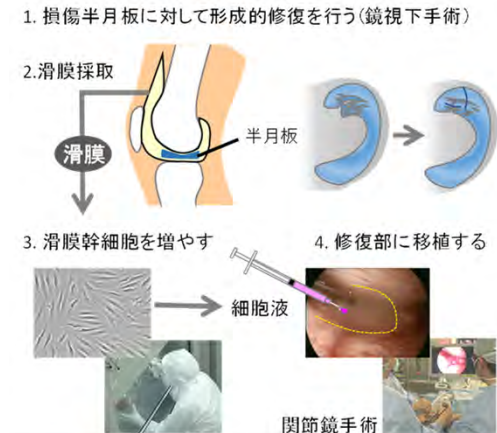 1. 損傷半月板に対して形成的修復を行う(鏡視下手術)
2.滑膜採取
半月板
滑膜
3. 滑膜幹細胞を増やす
4. 修復部に移植する
細胞液
関節鏡手術